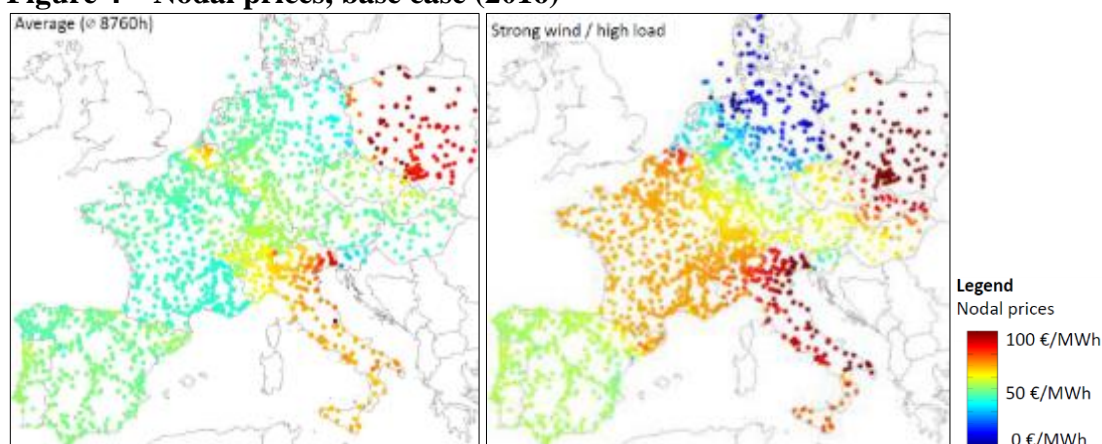 Figure 4 – Nodal prices, base case (2016)
Average (∅ 8760h)
Strong wind / high load
Legend
Nodal prices
100 €/MWh
50 €/MWh
0 €/MWh